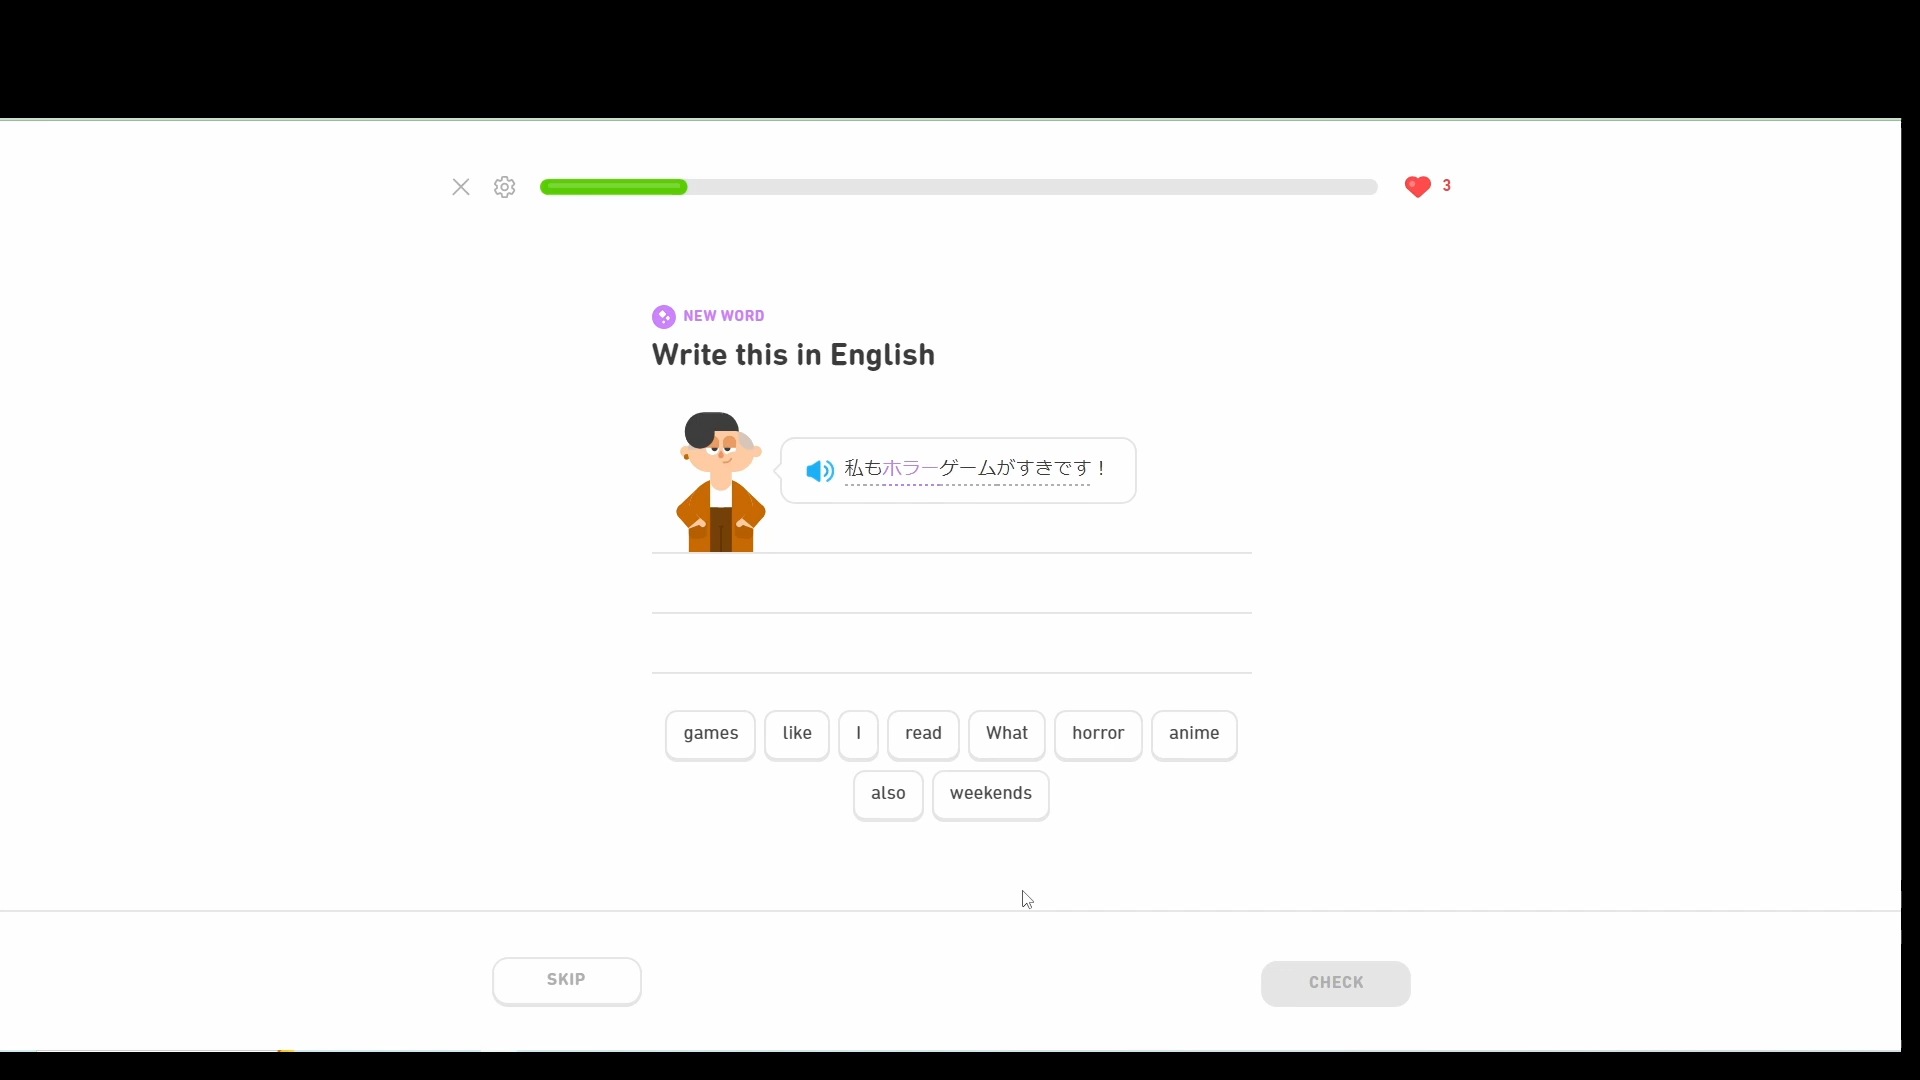 3
NEW WORD
Write this in English
私もホラーゲームがすきです！
games like I read What horror anime
also weekends
SKIP CHECK